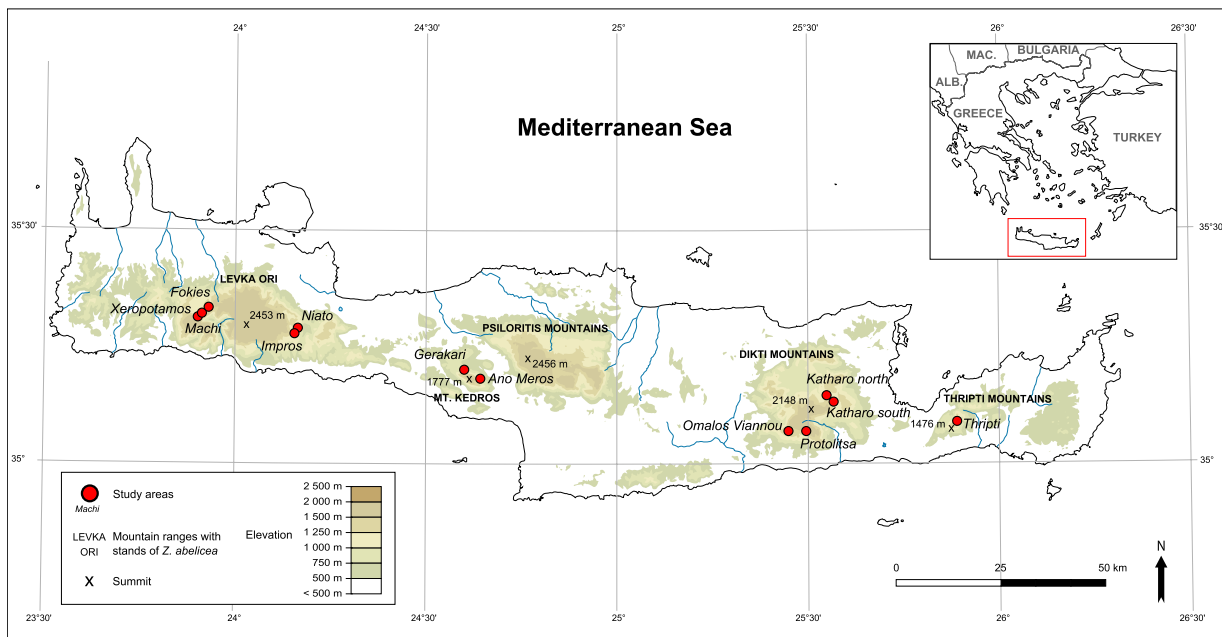 24°
24°30'
25°
25°30'
26°
26°30'
MAC.
BULGARIA
ALB.
GREECE
TURKEY
Mediterranean Sea
35°30'
35°30'
LEVKA ORI
Fokies
Xeropotamos
Machi
2453 m
Niato
Impros
PSILORITIS MOUNTAINS
Gerakari
2456 m
1777 m
Ano Meros
MT. KEDROS
DIKTI MOUNTAINS
Katharo north
2148 m
Katharo south
Omalos Viannou
Protolitsa
THRIPTI MOUNTAINS
1476 m
Thripti
35°
35°
Study areas
Machi
LEVKA ORI
Mountain ranges with
stands of Z. abelicea
X Summit
Elevation
2 500 m
2 000 m
1 500 m
1 250 m
1 000 m
750 m
500 m
< 500 m
0
25
50 km
N
23°30'
24°
24°30'
25°
25°30'
26°
26°30'